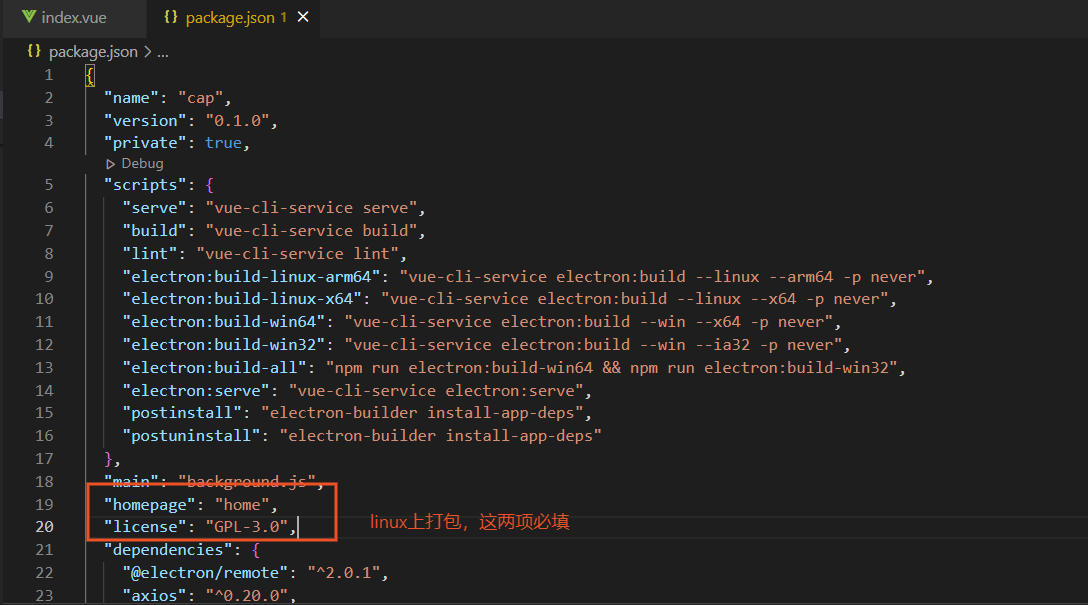 index.vue
{} package.json 1 ×
{} package.json > ...
1 {
2 "name": "cap",
3 "version": "0.1.0",
4 "private": true,
Debug
5 "scripts": {
6 "serve": "vue-cli-service serve",
7 "build": "vue-cli-service build",
8 "lint": "vue-cli-service lint",
9 "electron:build-linux-arm64": "vue-cli-service electron:build --linux --arm64 -p never",
10 "electron:build-linux-x64": "vue-cli-service electron:build --linux --x64 -p never",
11 "electron:build-win64": "vue-cli-service electron:build --win --x64 -p never",
12 "electron:build-win32": "vue-cli-service electron:build --win --ia32 -p never",
13 "electron:build-all": "npm run electron:build-win64 && npm run electron:build-win32",
14 "electron:serve": "vue-cli-service electron:serve",
15 "postinstall": "electron-builder install-app-deps",
16 "postuninstall": "electron-builder install-app-deps"
17 },
18 "main": "background.js",
19 "homepage": "home",
20 "license": "GPL-3.0",
linux上打包，这两项必填
21 "dependencies": {
22 "@electron/remote": "^2.0.1",
23 "axios": "^0.20.0",